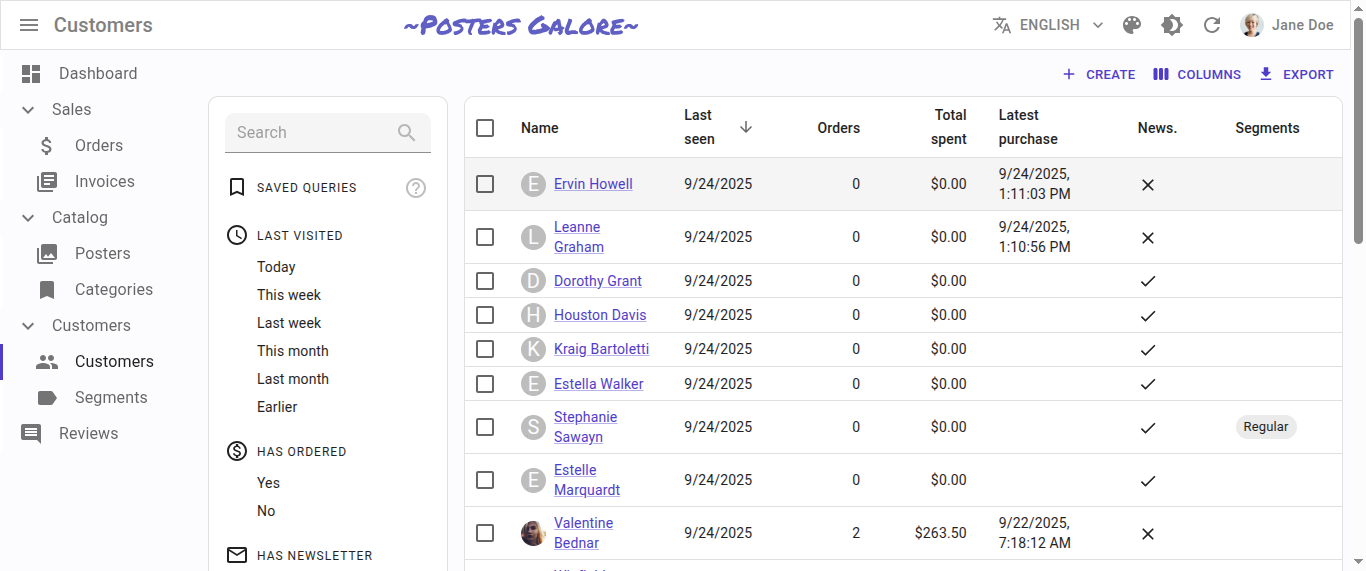 Customers
~Posters Galore~
ENGLISH
Jane Doe
Dashboard
Sales
Orders
Invoices
Catalog
Posters
Categories
Customers
Customers
Segments
Reviews
CREATE
COLUMNS
EXPORT
Search
SAVED QUERIES
?
LAST VISITED
Today
This week
Last week
This month
Last month
Earlier
HAS ORDERED
Yes
No
HAS NEWSLETTER
Name
Last
seen
Orders
Total
spent
Latest
purchase
News.
Segments
E Ervin Howell 9/24/2025 0 $0.00 9/24/2025,
1:11:03 PM
L Leanne
Graham 9/24/2025 0 $0.00 9/24/2025,
1:10:56 PM
D Dorothy Grant 9/24/2025 0 $0.00
H Houston Davis 9/24/2025 0 $0.00
K Kraig Bartoletti 9/24/2025 0 $0.00
E Estella Walker 9/24/2025 0 $0.00
S Stephanie
Sawayn 9/24/2025 0 $0.00 Regular
E Estelle
Marquardt 9/24/2025 0 $0.00
Valentine
Bednar 9/24/2025 2 $263.50 9/22/2025,
7:18:12 AM